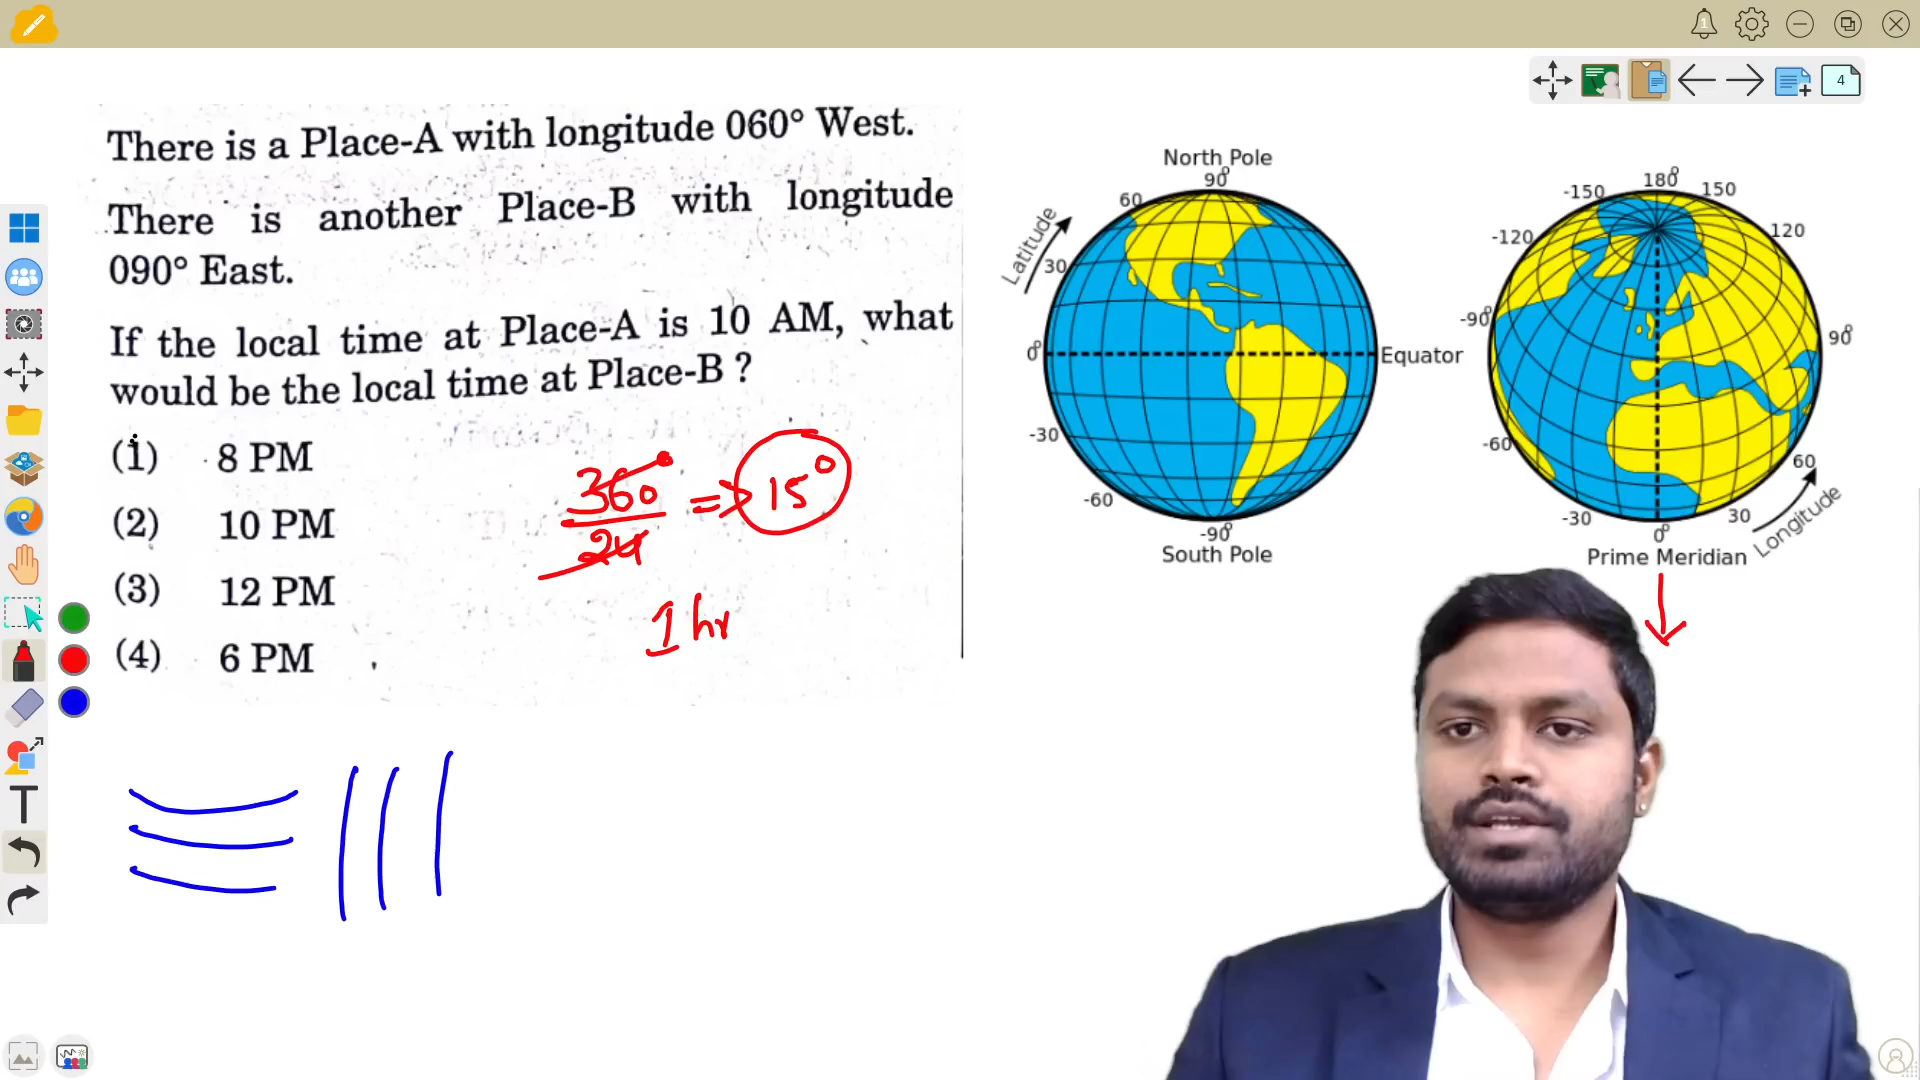 4
There is a Place-A with longitude 060° West.
There is another Place-B with longitude
090° East.
If the local time at Place-A is 10 AM, what
would be the local time at Place-B ?
(1) 8 PM
(2) 10 PM
(3) 12 PM
(4) 6 PM
360°
24
=> 15°
1 hr
North Pole
90°
60
30
0°
-30
-60
-90°
Latitude
Equator
South Pole
180°
-150
150
-120
120
-90
90°
-60
60
-30
30
0°
Longitude
Prime Meridian
T
1